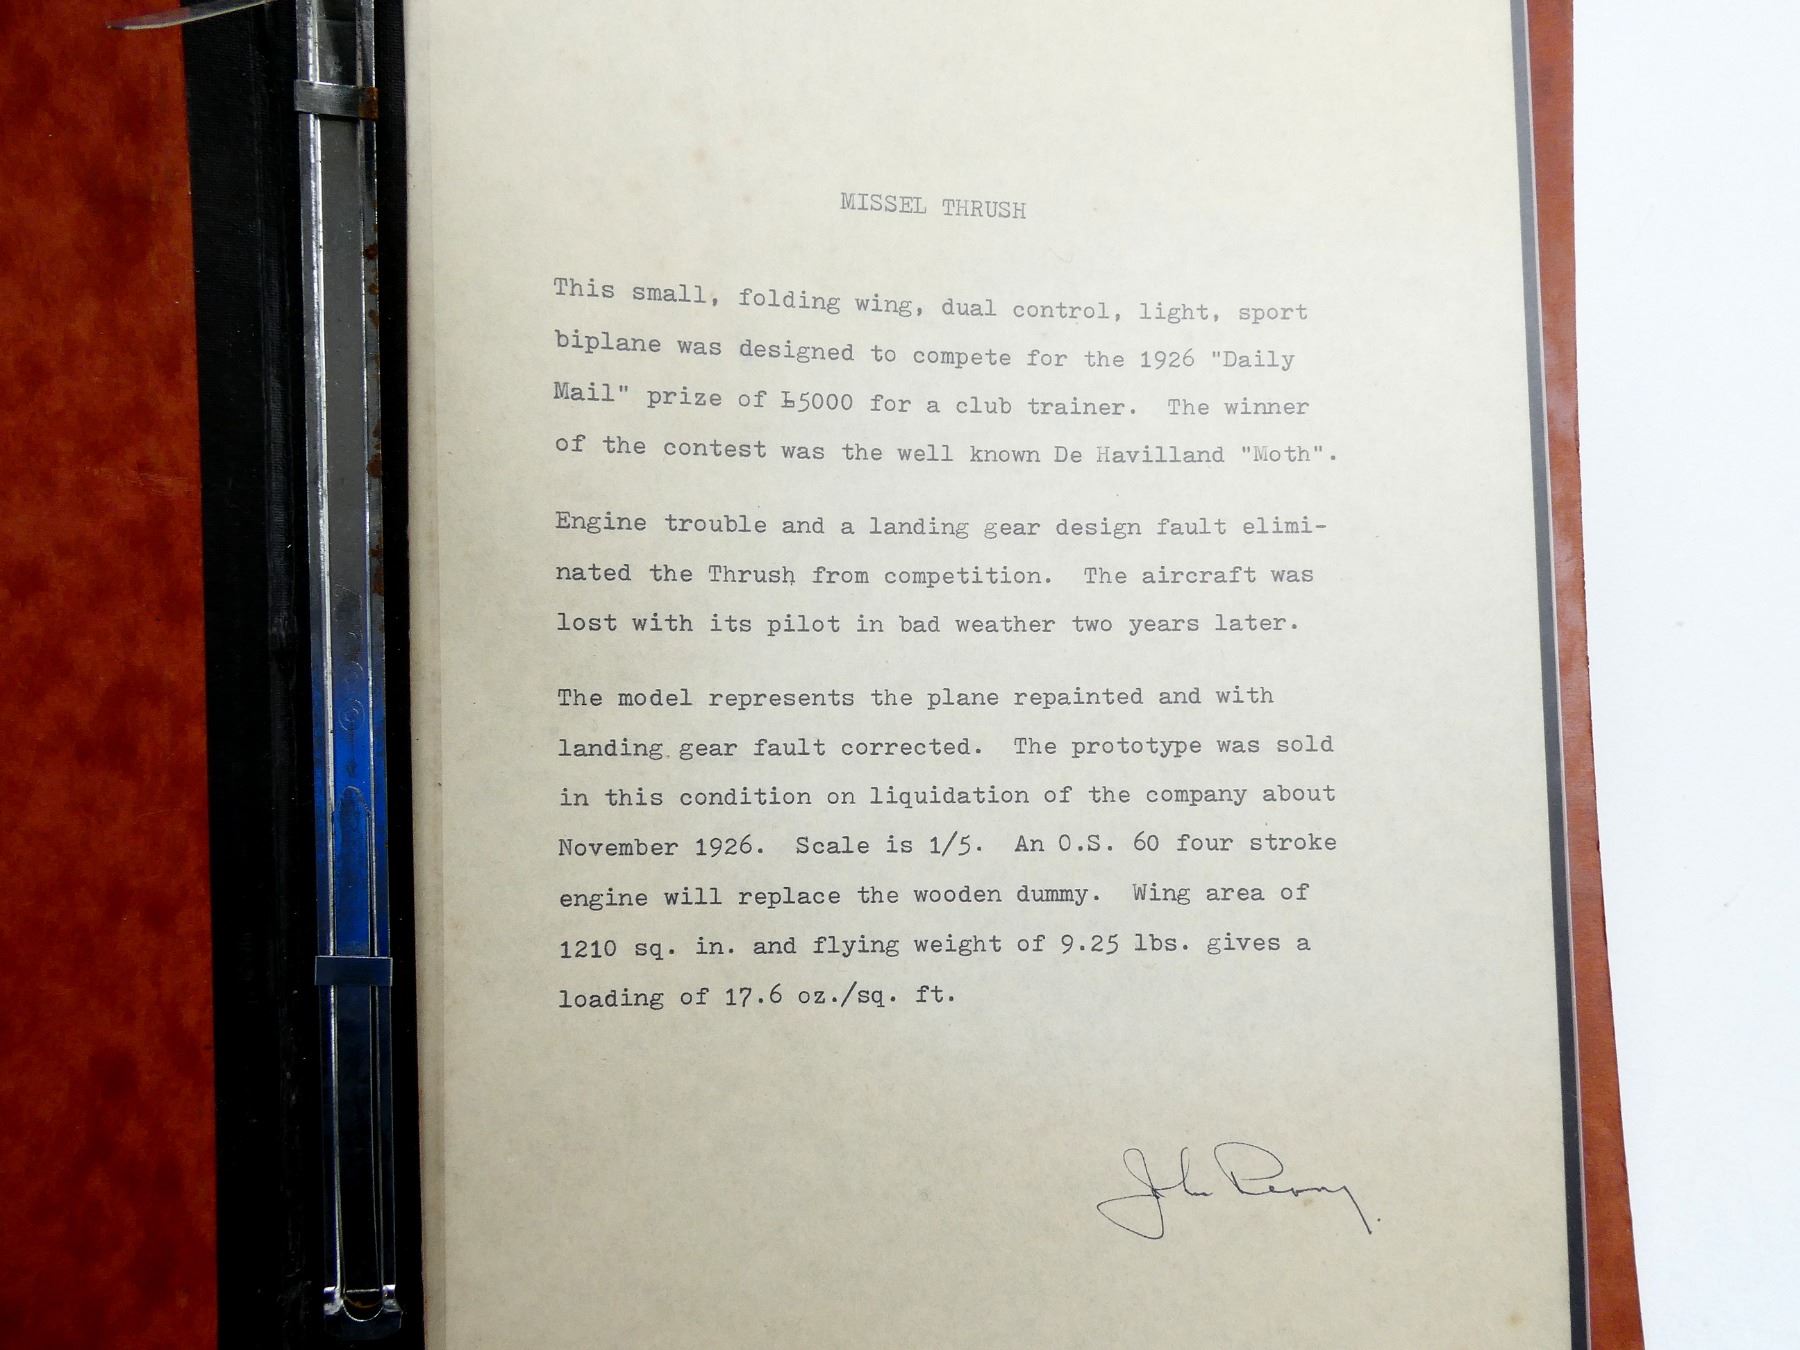 MISSEL THRUSH
This small, folding wing, dual control, light, sport
biplane was designed to compete for the 1926 "Daily
Mail" prize of £5000 for a club trainer. The winner
of the contest was the well known De Havilland "Moth".
Engine trouble and a landing gear design fault elimi-
nated the Thrush from competition. The aircraft was
lost with its pilot in bad weather two years later.
The model represents the plane repainted and with
landing gear fault corrected. The prototype was sold
in this condition on liquidation of the company about
November 1926. Scale is 1/5. An O.S. 60 four stroke
engine will replace the wooden dummy. Wing area of
1210 sq. in. and flying weight of 9.25 lbs. gives a
loading of 17.6 oz./sq. ft.
John